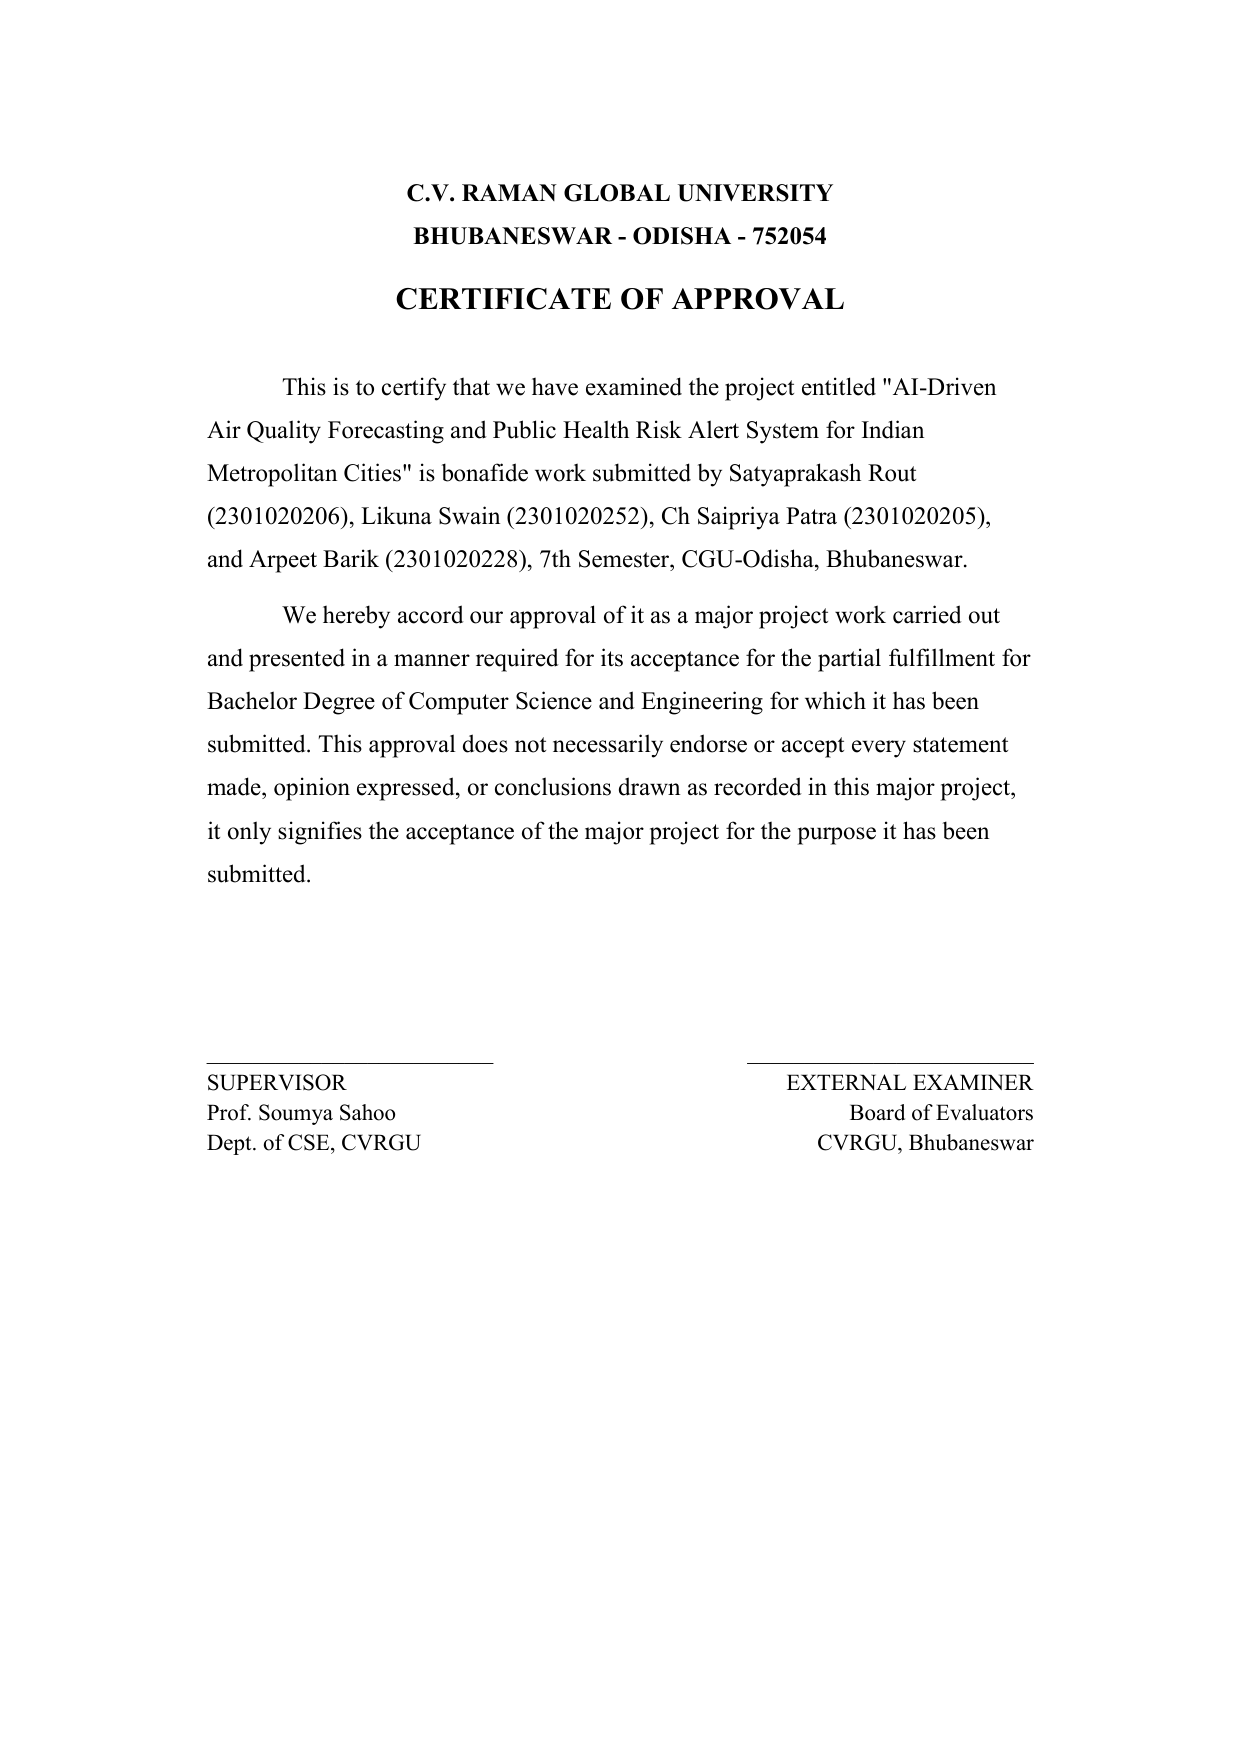 C.V. RAMAN GLOBAL UNIVERSITY
BHUBANESWAR - ODISHA - 752054
CERTIFICATE OF APPROVAL
This is to certify that we have examined the project entitled "AI-Driven
Air Quality Forecasting and Public Health Risk Alert System for Indian
Metropolitan Cities" is bonafide work submitted by Satyaprakash Rout
(2301020206), Likuna Swain (2301020252), Ch Saipriya Patra (2301020205),
and Arpeet Barik (2301020228), 7th Semester, CGU-Odisha, Bhubaneswar.
We hereby accord our approval of it as a major project work carried out
and presented in a manner required for its acceptance for the partial fulfillment for
Bachelor Degree of Computer Science and Engineering for which it has been
submitted. This approval does not necessarily endorse or accept every statement
made, opinion expressed, or conclusions drawn as recorded in this major project,
it only signifies the acceptance of the major project for the purpose it has been
submitted.
SUPERVISOR
Prof. Soumya Sahoo
Dept. of CSE, CVRGU
EXTERNAL EXAMINER
Board of Evaluators
CVRGU, Bhubaneswar